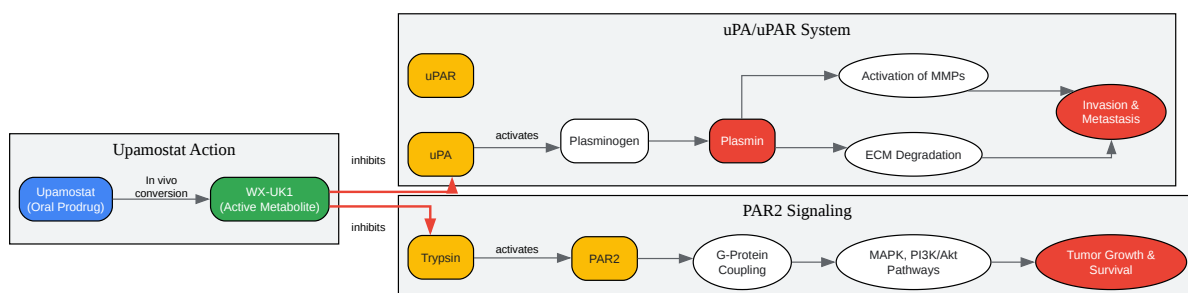 uPA/uPAR System
uPAR
Activation of MMPs
Invasion &
Metastasis
uPA
activates
Plasminogen
Plasmin
ECM Degradation
Upamostat Action
inhibits
Upamostat
(Oral Prodrug)
In vivo
conversion
WX-UK1
(Active Metabolite)
PAR2 Signaling
inhibits
Trypsin
activates
PAR2
G-Protein
Coupling
MAPK, PI3K/Akt
Pathways
Tumor Growth &
Survival